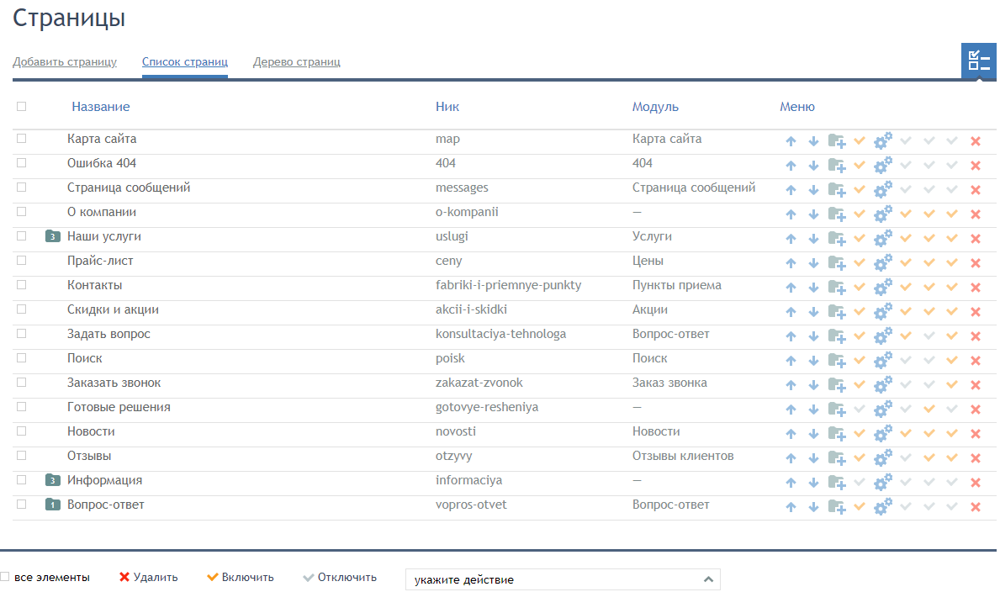 Страницы
Добавить страницу Список страниц Дерево страниц
Название Ник Модуль Меню
Карта сайта map Карта сайта
Ошибка 404 404 404
Страница сообщений messages Страница сообщений
О компании o-kompanii —
3 Наши услуги uslugi Услуги
Прайс-лист ceny Цены
Контакты fabriki-i-priemnye-punkty Пункты приема
Скидки и акции akcii-i-skidki Акции
Задать вопрос konsultaciya-tehnologa Вопрос-ответ
Поиск poisk Поиск
Заказать звонок zakazat-zvonok Заказ звонка
Готовые решения gotovye-resheniya —
Новости novosti Новости
Отзывы otzyvy Отзывы клиентов
3 Информация informaciya —
1 Вопрос-ответ vopros-otvet Вопрос-ответ
все элементы Удалить Включить Отключить укажите действие